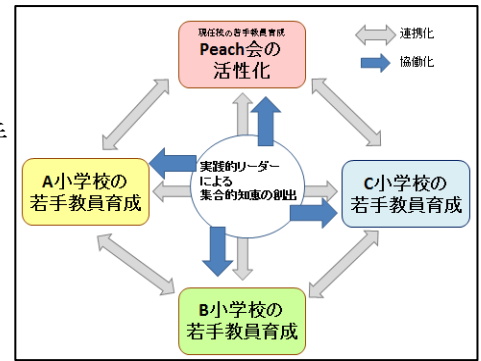 現任校の若手教員育成
Peach会の
活性化
連携化
協働化
実践的リーダー
による
集合的知恵の創出
A小学校の
若手教員育成
C小学校の
若手教員育成
B小学校の
若手教員育成